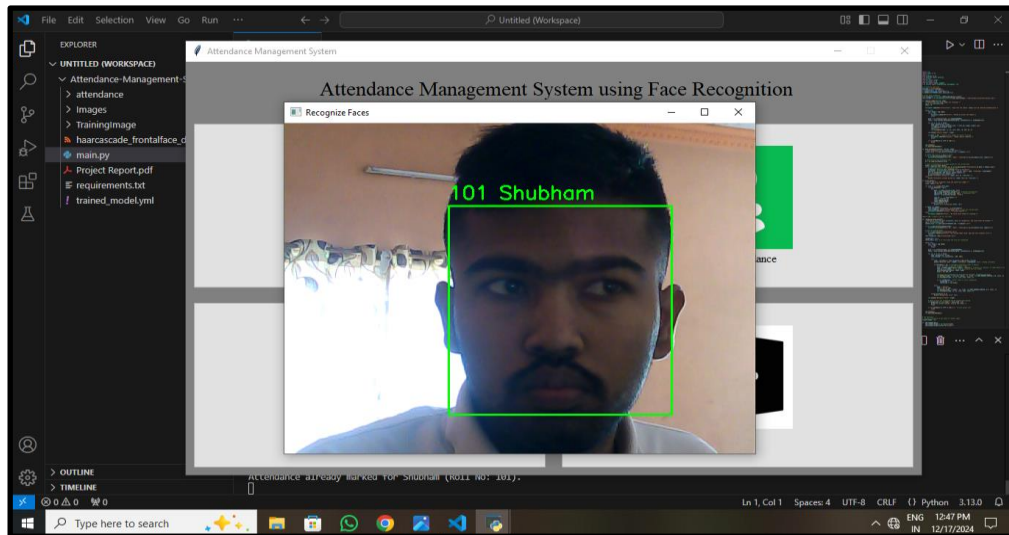 File Edit Selection View Go Run ···
Untitled (Workspace)
EXPLORER
UNTITLED (WORKSPACE)
Attendance-Management-S
attendance
Images
TrainingImage
haarcascade_frontalface_d
main.py
Project Report.pdf
requirements.txt
trained_model.yml
Attendance Management System
Attendance Management System using Face Recognition
Recognize Faces
101 Shubham
OUTLINE
TIMELINE
Attendance already marked for Shubham (Roll No: 101).
0 0 0
Ln 1, Col 1 Spaces: 4 UTF-8 CRLF {} Python 3.13.0
Type here to search
ENG
IN
12:47 PM
12/17/2024